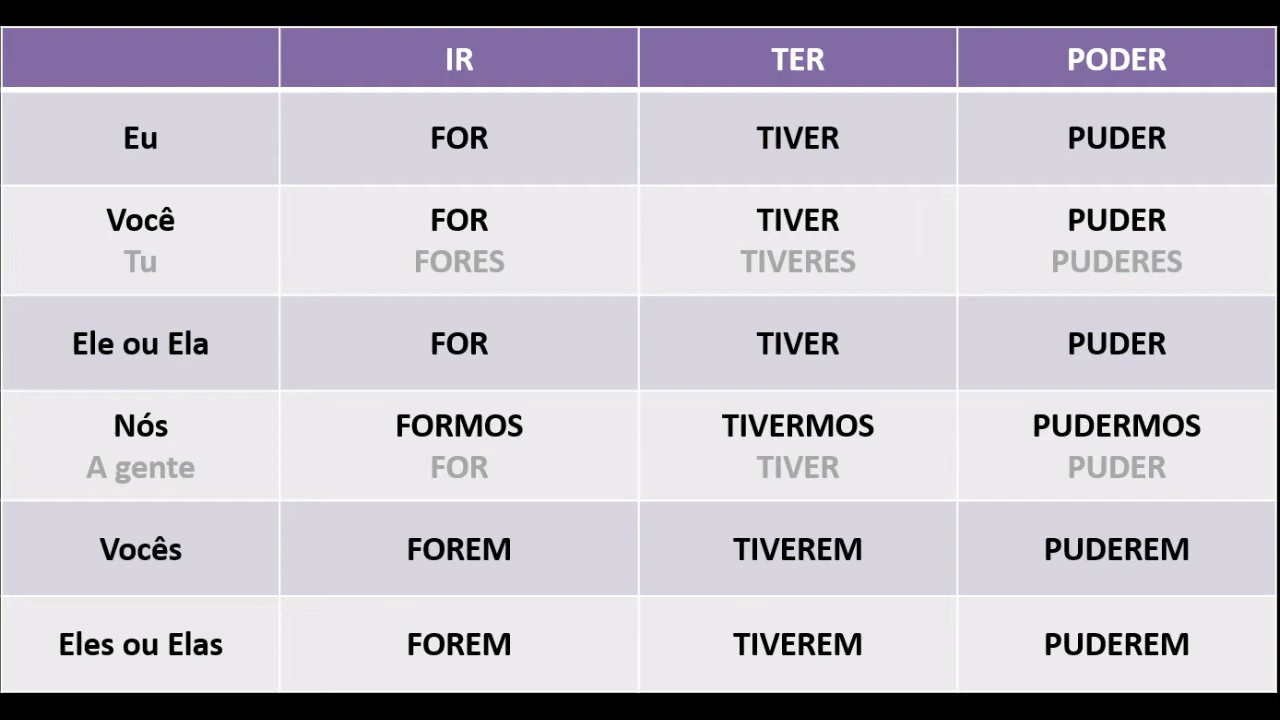 IR TER PODER
Eu FOR TIVER PUDER
Você FOR TIVER PUDER
Tu FORES TIVERES PUDERES
Ele ou Ela FOR TIVER PUDER
Nós FORMOS TIVERMOS PUDERMOS
A gente FOR TIVER PUDER
Vocês FOREM TIVEREM PUDEREM
Eles ou Elas FOREM TIVEREM PUDEREM